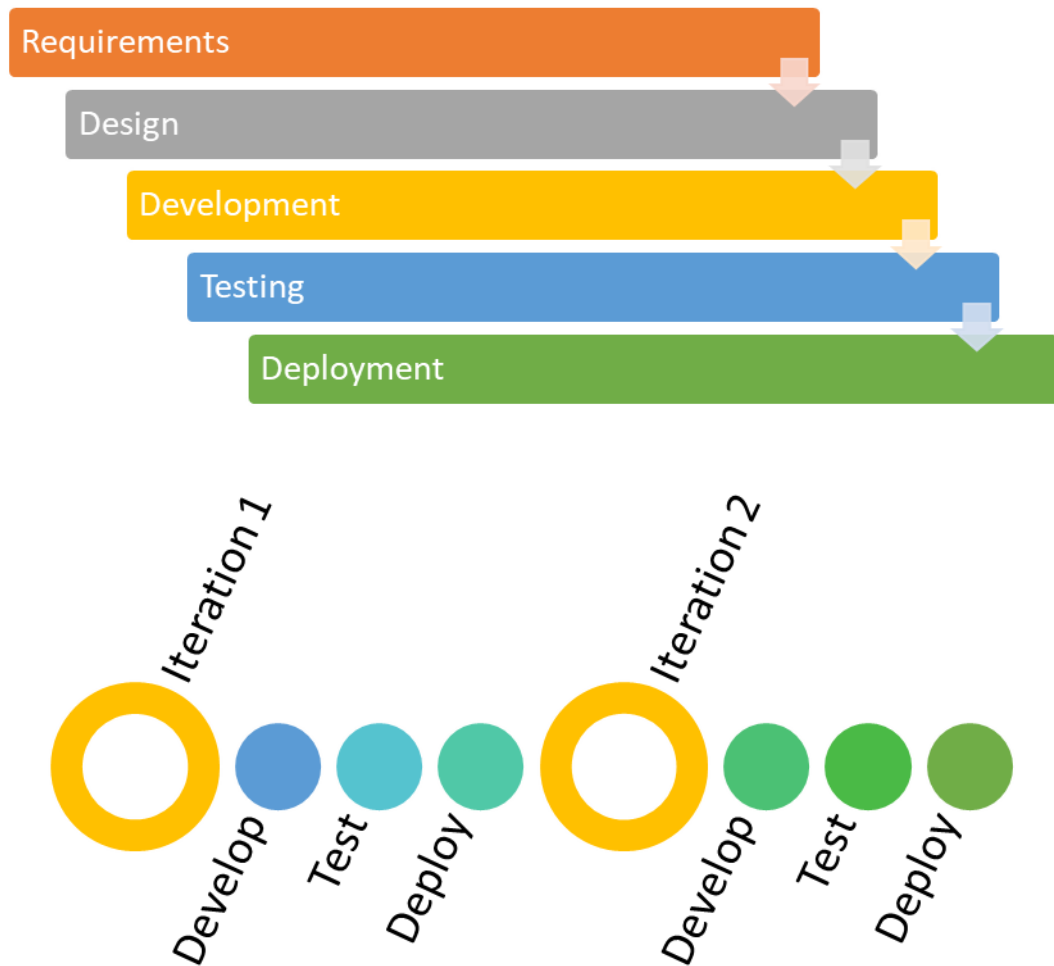 Requirements
Design
Development
Testing
Deployment
Iteration 1
Develop
Test
Deploy
Iteration 2
Develop
Test
Deploy